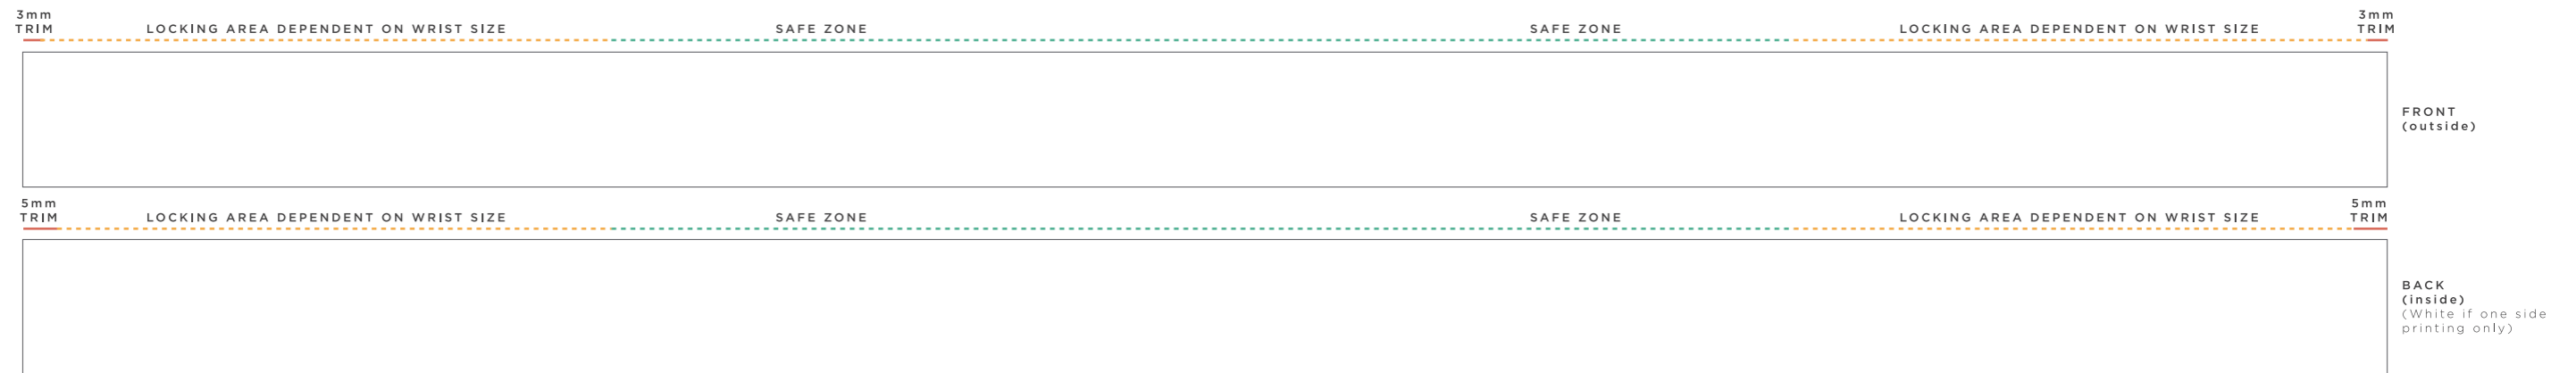 3mm
TRIM
LOCKING AREA DEPENDENT ON WRIST SIZE
SAFE ZONE
SAFE ZONE
LOCKING AREA DEPENDENT ON WRIST SIZE
3mm
TRIM
FRONT
(outside)
5mm
TRIM
LOCKING AREA DEPENDENT ON WRIST SIZE
SAFE ZONE
SAFE ZONE
LOCKING AREA DEPENDENT ON WRIST SIZE
5mm
TRIM
BACK
(inside)
(White if one side
printing only)